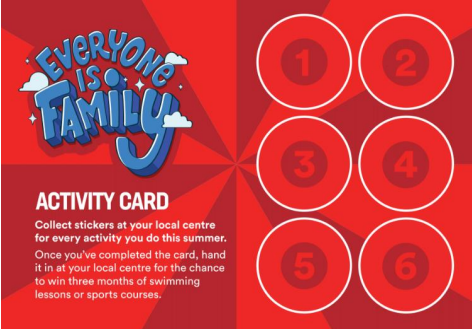 EVERYONE
IS
FAMILY
ACTIVITY CARD
Collect stickers at your local centre
for every activity you do this summer.
Once you've completed the card, hand
it in at your local centre for the chance
to win three months of swimming
lessons or sports courses.
1 2
3 4
5 6